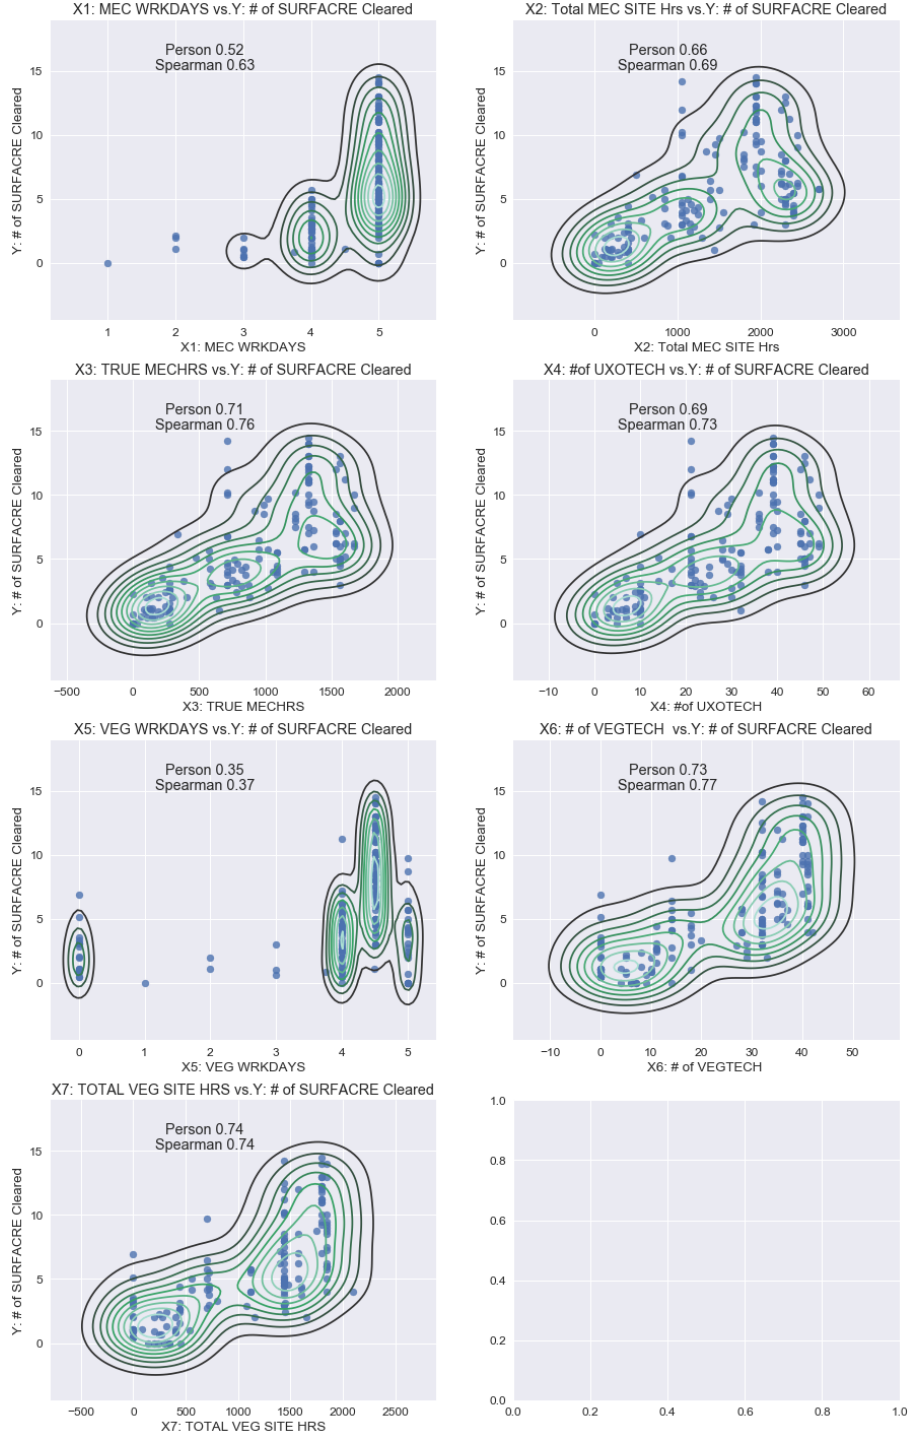 X1: MEC WRKDAYS vs.Y: # of SURFACRE Cleared
Person 0.52
Spearman 0.63
15
10
5
0
Y: # of SURFACRE Cleared
1 2 3 4 5
X1: MEC WRKDAYS
X2: Total MEC SITE Hrs vs.Y: # of SURFACRE Cleared
Person 0.66
Spearman 0.69
15
10
5
0
Y: # of SURFACRE Cleared
0 1000 2000 3000
X2: Total MEC SITE Hrs
X3: TRUE MECHRS vs.Y: # of SURFACRE Cleared
Person 0.71
Spearman 0.76
15
10
5
0
Y: # of SURFACRE Cleared
−500 0 500 1000 1500 2000
X3: TRUE MECHRS
X4: #of UXOTECH vs.Y: # of SURFACRE Cleared
Person 0.69
Spearman 0.73
15
10
5
0
Y: # of SURFACRE Cleared
−10 0 10 20 30 40 50 60
X4: #of UXOTECH
X5: VEG WRKDAYS vs.Y: # of SURFACRE Cleared
Person 0.35
Spearman 0.37
15
10
5
0
Y: # of SURFACRE Cleared
0 1 2 3 4 5
X5: VEG WRKDAYS
X6: # of VEGTECH vs.Y: # of SURFACRE Cleared
Person 0.73
Spearman 0.77
15
10
5
0
Y: # of SURFACRE Cleared
−10 0 10 20 30 40 50
X6: # of VEGTECH
X7: TOTAL VEG SITE HRS vs.Y: # of SURFACRE Cleared
Person 0.74
Spearman 0.74
15
10
5
0
Y: # of SURFACRE Cleared
−500 0 500 1000 1500 2000 2500
X7: TOTAL VEG SITE HRS
1.0
0.8
0.6
0.4
0.2
0.0
0.0 0.2 0.4 0.6 0.8 1.0